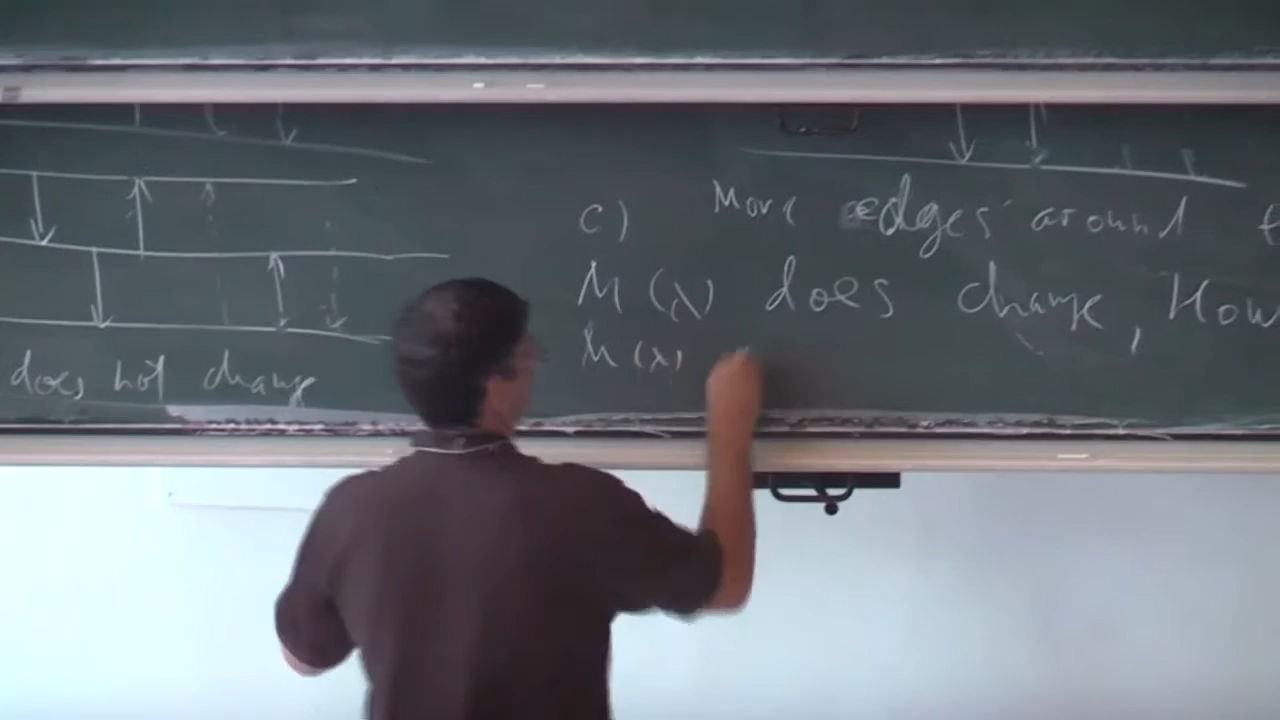 does not change
c) Move edges around
M(λ) does change, How
M(λ)